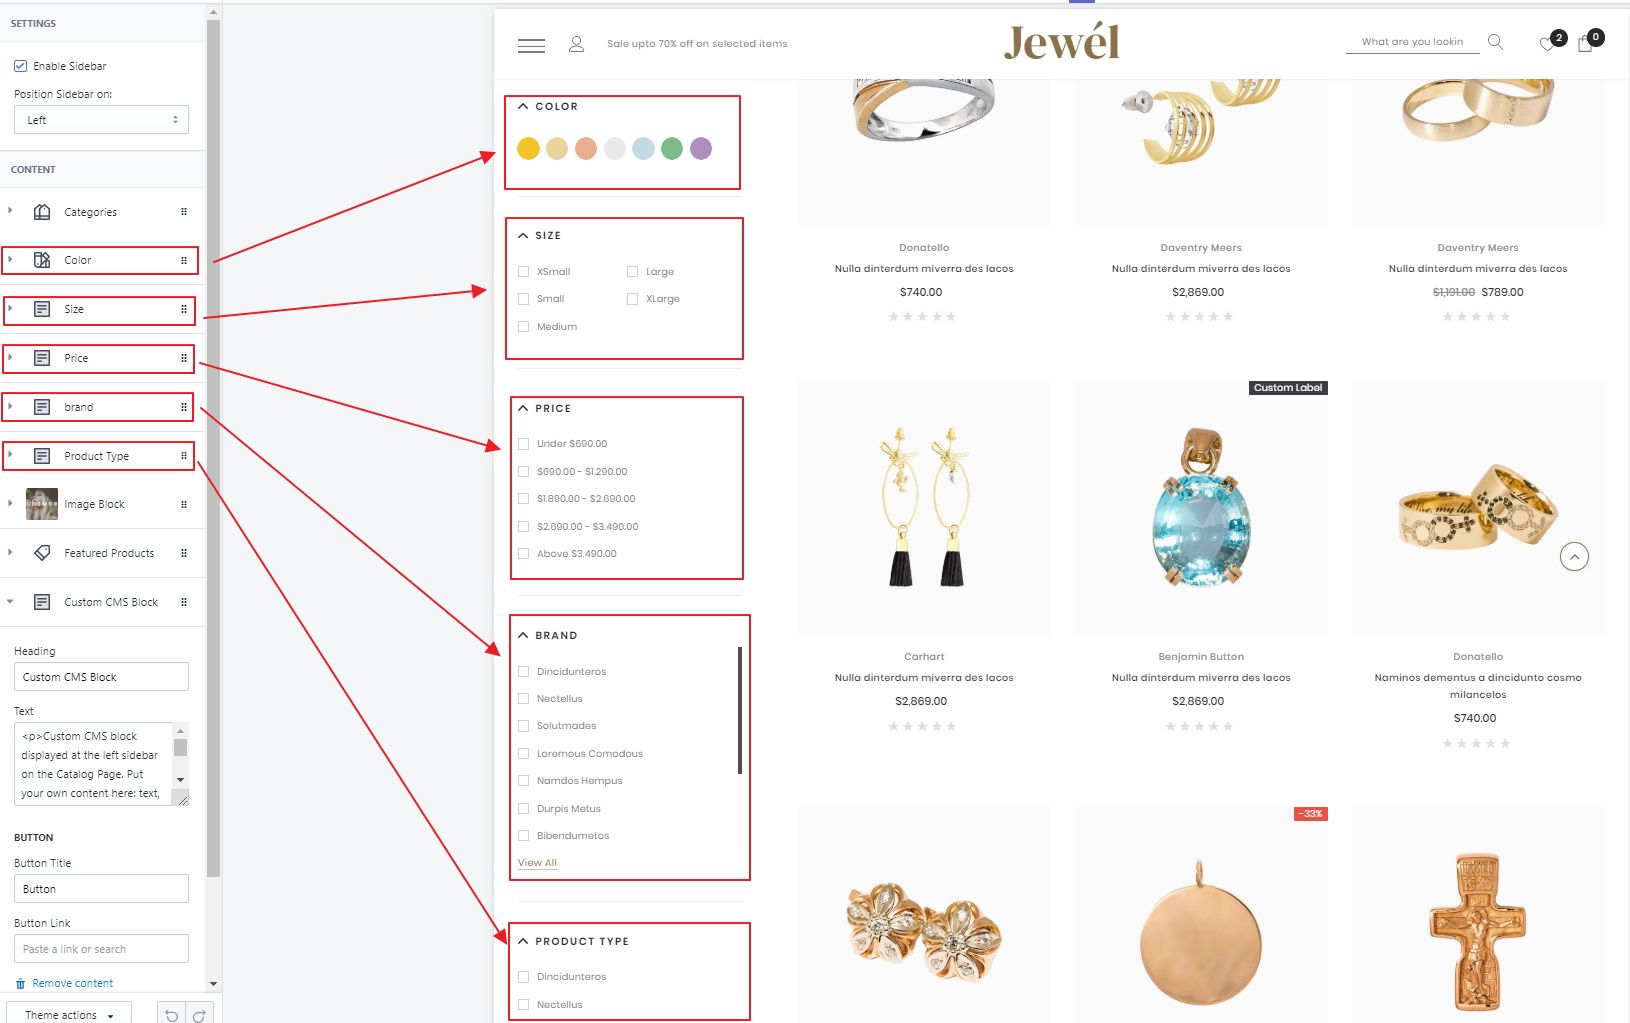 SETTINGS
Enable Sidebar
Position Sidebar on:
Left
CONTENT
Categories
Color
Size
Price
brand
Product Type
Image Block
Featured Products
Custom CMS Block
Heading
Custom CMS Block
Text
<p>Custom CMS block
displayed at the left sidebar
on the Catalog Page. Put
your own content here: text,
BUTTON
Button Title
Button
Button Link
Paste a link or search
Remove content
Theme actions
Sale upto 70% off on selected items
Jewél
What are you lookin
2
0
COLOR
SIZE
XSmall
Large
Small
XLarge
Medium
PRICE
Under $690.00
$690.00 - $1.290.00
$1.890.00 - $2.690.00
$2.690.00 - $3.490.00
Above $3.490.00
BRAND
Dincidunteros
Nectellus
Solutmades
Loremous Comodous
Namdos Hempus
Durpis Metus
Bibendumetos
View All
PRODUCT TYPE
Dincidunteros
Nectellus
Donatello
Nulla dinterdum miverra des lacos
$740.00
Daventry Meers
Nulla dinterdum miverra des lacos
$2,869.00
Daventry Meers
Nulla dinterdum miverra des lacos
$1,191.00 $789.00
Carhart
Nulla dinterdum miverra des lacos
$2,869.00
Custom Label
Benjamin Button
Nulla dinterdum miverra des lacos
$2,869.00
Donatello
Naminos dementus a dincidunto cosmo
milancelos
$740.00
-33%